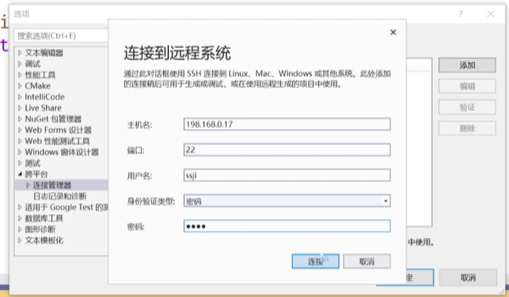 选项
搜索选项(Ctrl+E)
文本编辑器
调试
性能工具
CMake
IntelliCode
Live Share
NuGet 包管理器
Web Forms 设计器
Web 性能测试工具
Windows 窗体设计器
测试
跨平台
连接管理器
日志记录和诊断
适用于 Google Test 的测
数据库工具
图形诊断
文本模板化
连接到远程系统
通过此对话框使用 SSH 连接到 Linux、Mac、Windows 或其他系统。此处添加
的连接稍后可用于生成或调试，或在使用远程生成的项目中使用。
主机名:
198.168.0.17
端口:
22
用户名:
ssji
身份验证类型:
密码
密码:
••••
连接
取消
添加
编辑
验证
删除
中使用。
定
取消